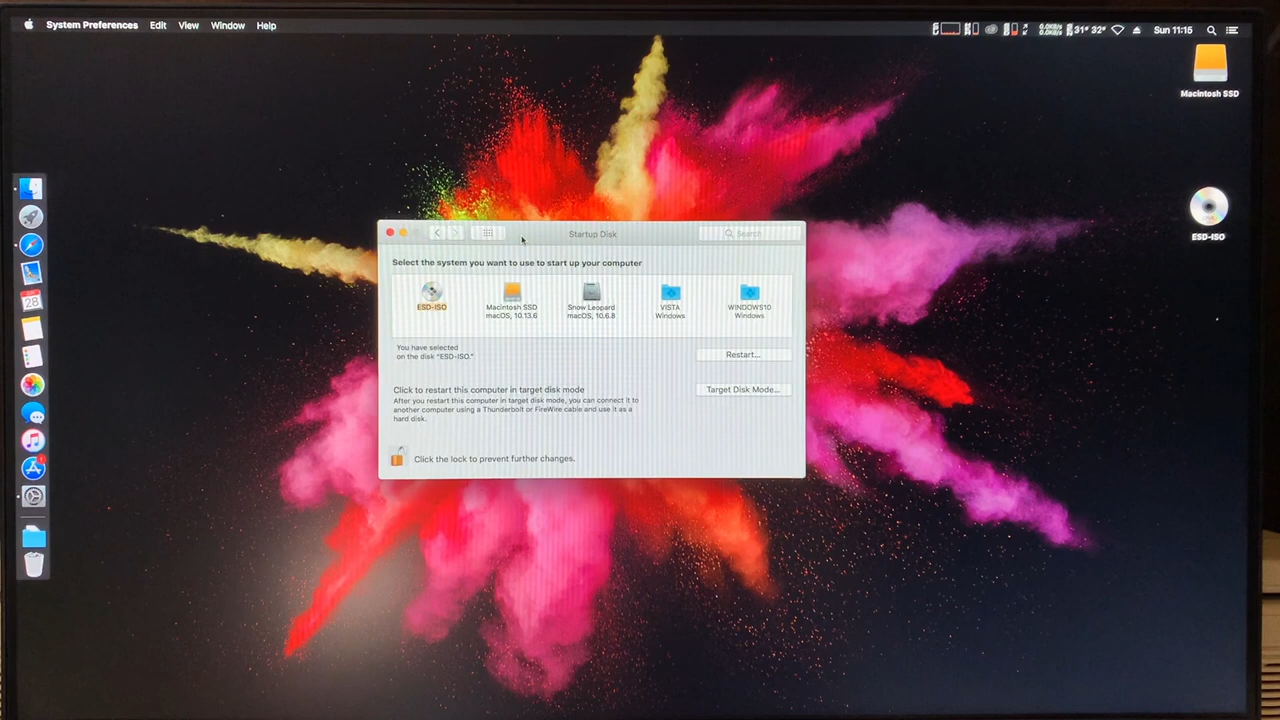 System Preferences Edit View Window Help
31° 32° Sun 11:15
Macintosh SSD
ESD-ISO
28
Startup Disk
Search
Select the system you want to use to start up your computer
ESD-ISO
Macintosh SSD
macOS, 10.13.6
Snow Leopard
macOS, 10.6.8
VISTA
Windows
WINDOWS10
Windows
You have selected
on the disk “ESD-ISO.”
Restart...
Click to restart this computer in target disk mode
Target Disk Mode...
After you restart this computer in target disk mode, you can connect it to
another computer using a Thunderbolt or FireWire cable and use it as a
hard disk.
Click the lock to prevent further changes.